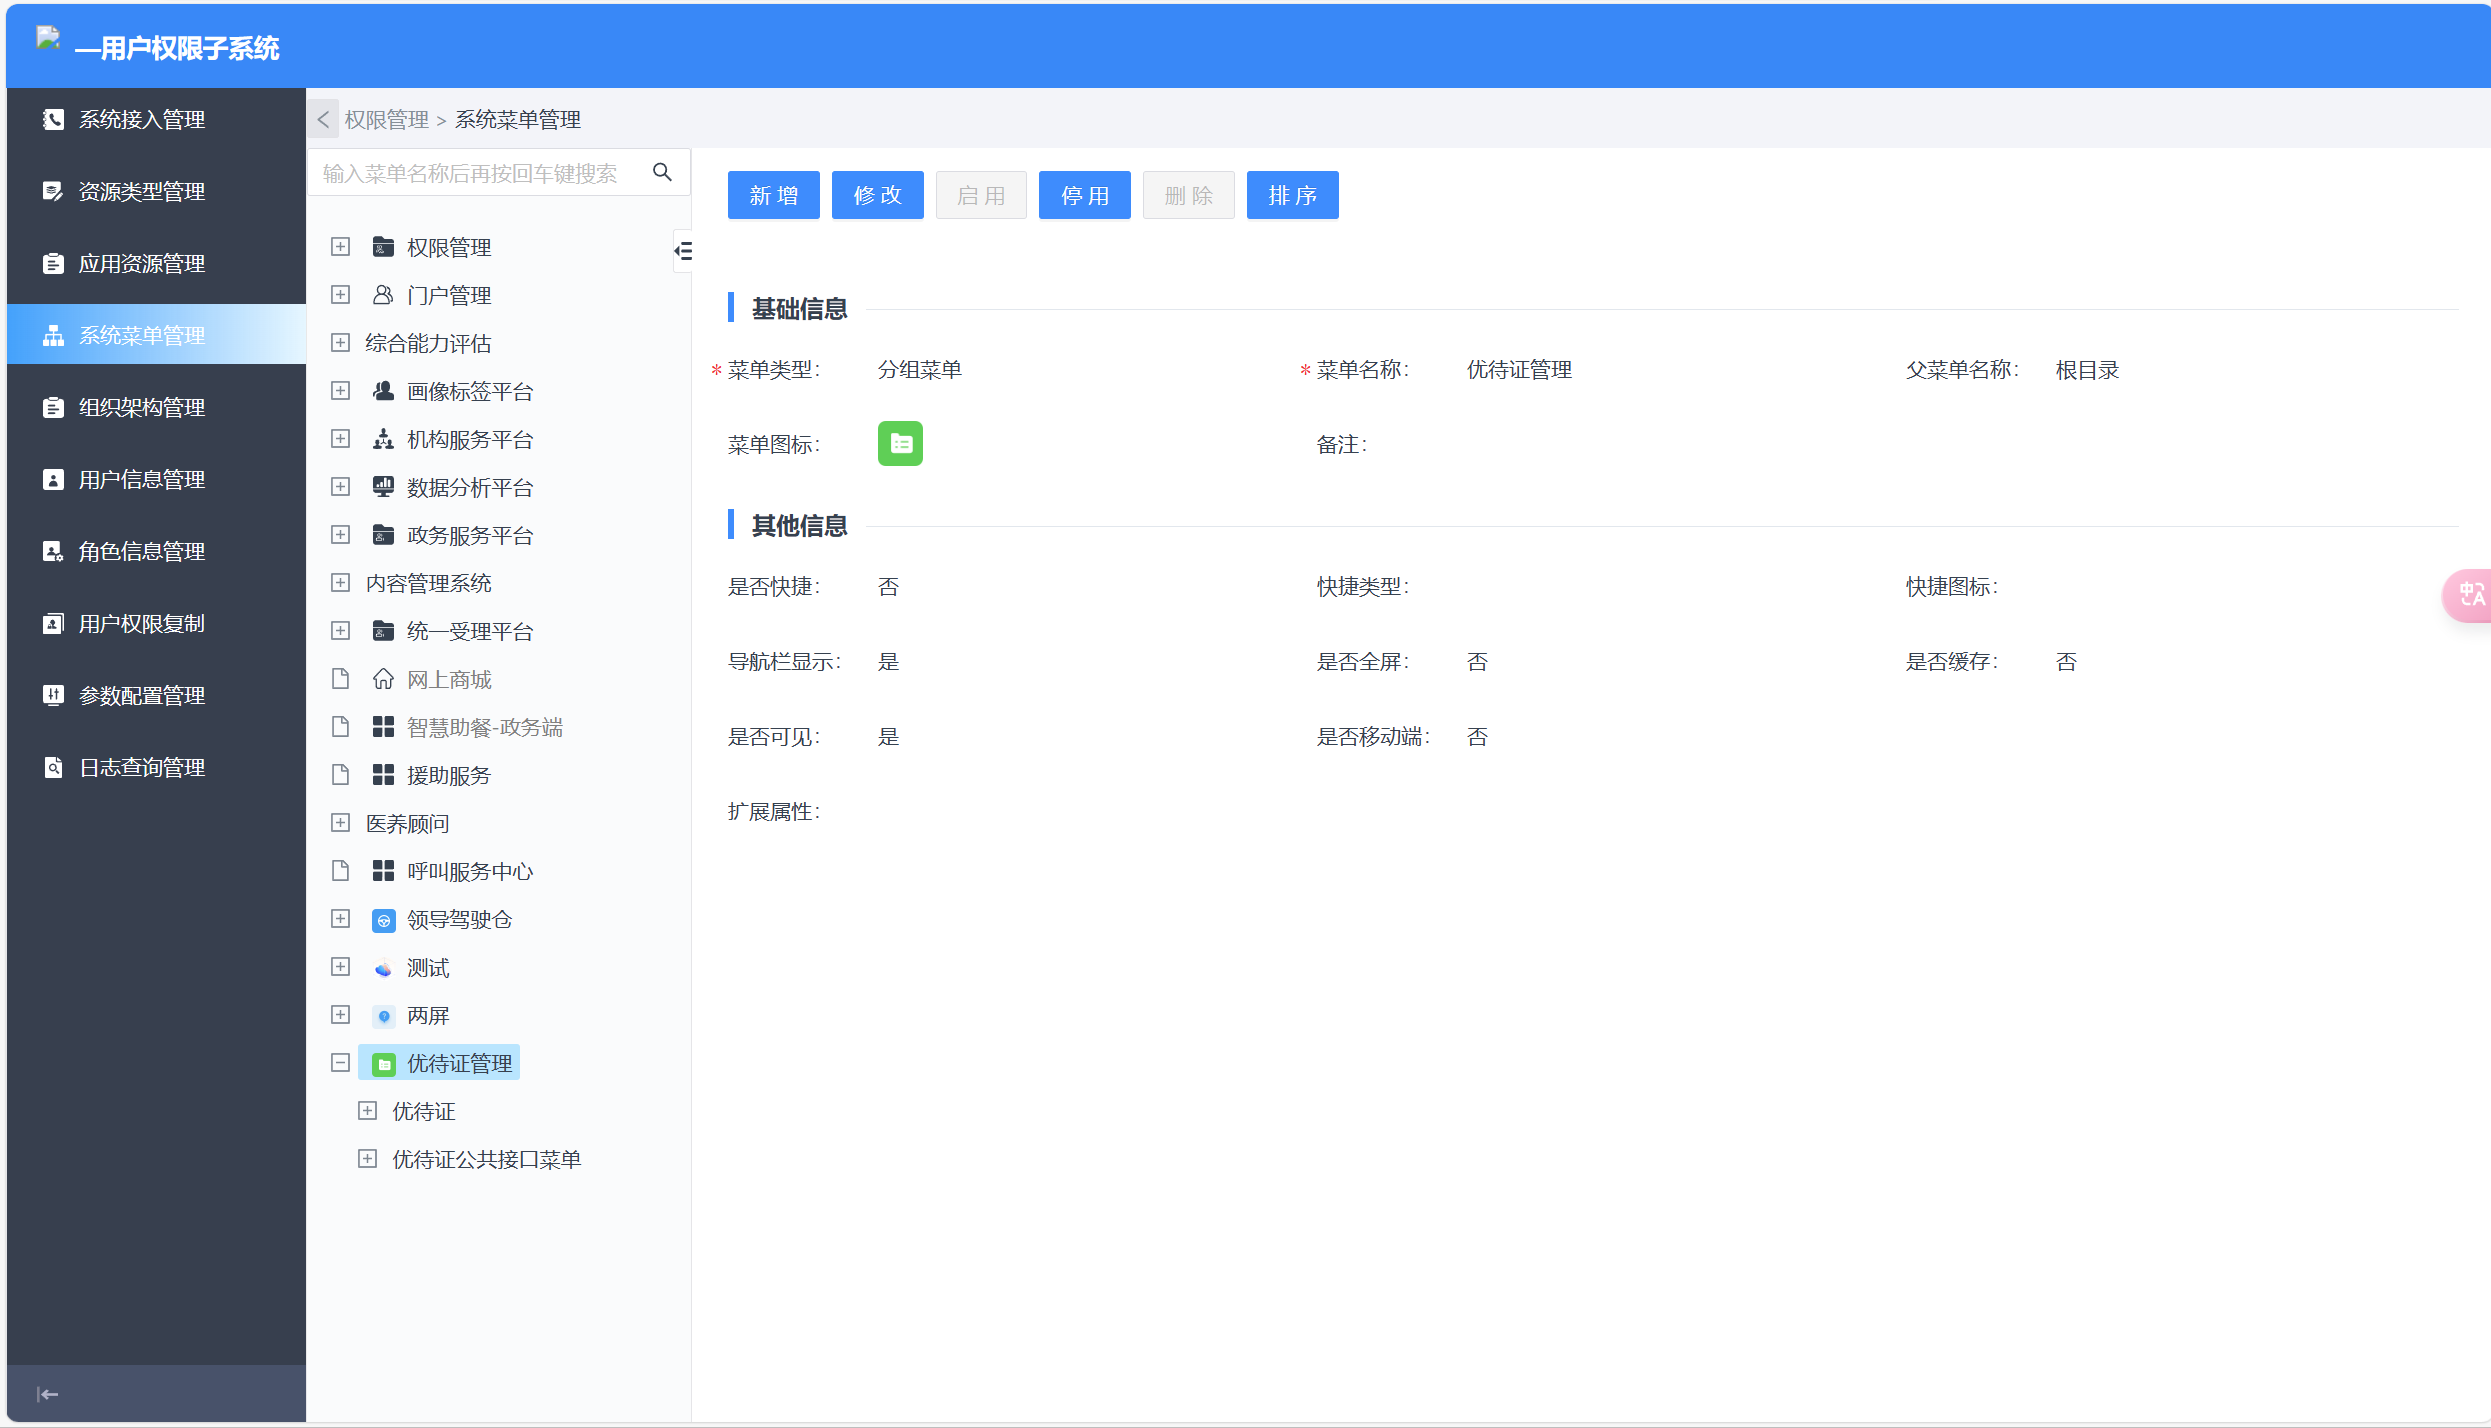 —用户权限子系统
系统接入管理
资源类型管理
应用资源管理
系统菜单管理
组织架构管理
用户信息管理
角色信息管理
用户权限复制
参数配置管理
日志查询管理
权限管理 > 系统菜单管理
输入菜单名称后再按回车键搜索
权限管理
门户管理
综合能力评估
画像标签平台
机构服务平台
数据分析平台
政务服务平台
内容管理系统
统一受理平台
网上商城
智慧助餐-政务端
援助服务
医养顾问
呼叫服务中心
领导驾驶仓
测试
两屏
优待证管理
优待证
优待证公共接口菜单
新增 修改 启用 停用 删除 排序
基础信息
* 菜单类型： 分组菜单 * 菜单名称： 优待证管理 父菜单名称： 根目录
菜单图标： 备注：
其他信息
是否快捷： 否 快捷类型： 快捷图标：
导航栏显示： 是 是否全屏： 否 是否缓存： 否
是否可见： 是 是否移动端： 否
扩展属性：
中A